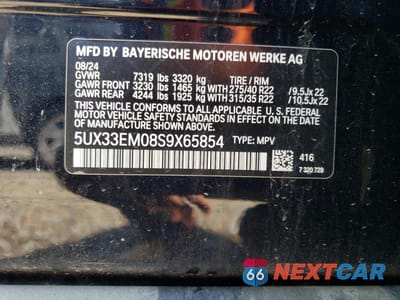 MFD BY BAYERISCHE MOTOREN WERKE AG
08/24
GVWR 7319 lbs 3320 kg TIRE / RIM
GAWR FRONT 3230 lbs 1465 kg WITH 275/40 R22 / 9.5Jx22
GAWR REAR 4244 lbs 1925 kg WITH 315/35 R22 / 10.5Jx22
THIS VEHICLE CONFORMS TO ALL APPLICABLE
U.S. FEDERAL MOTOR VEHICLE SAFETY STANDARDS
IN EFFECT ON THE DATE OF MANUFACTURE SHOWN ABOVE.
5UX33EM08S9X65854 TYPE: MPV
416
7 320 728
66 NEXTCAR